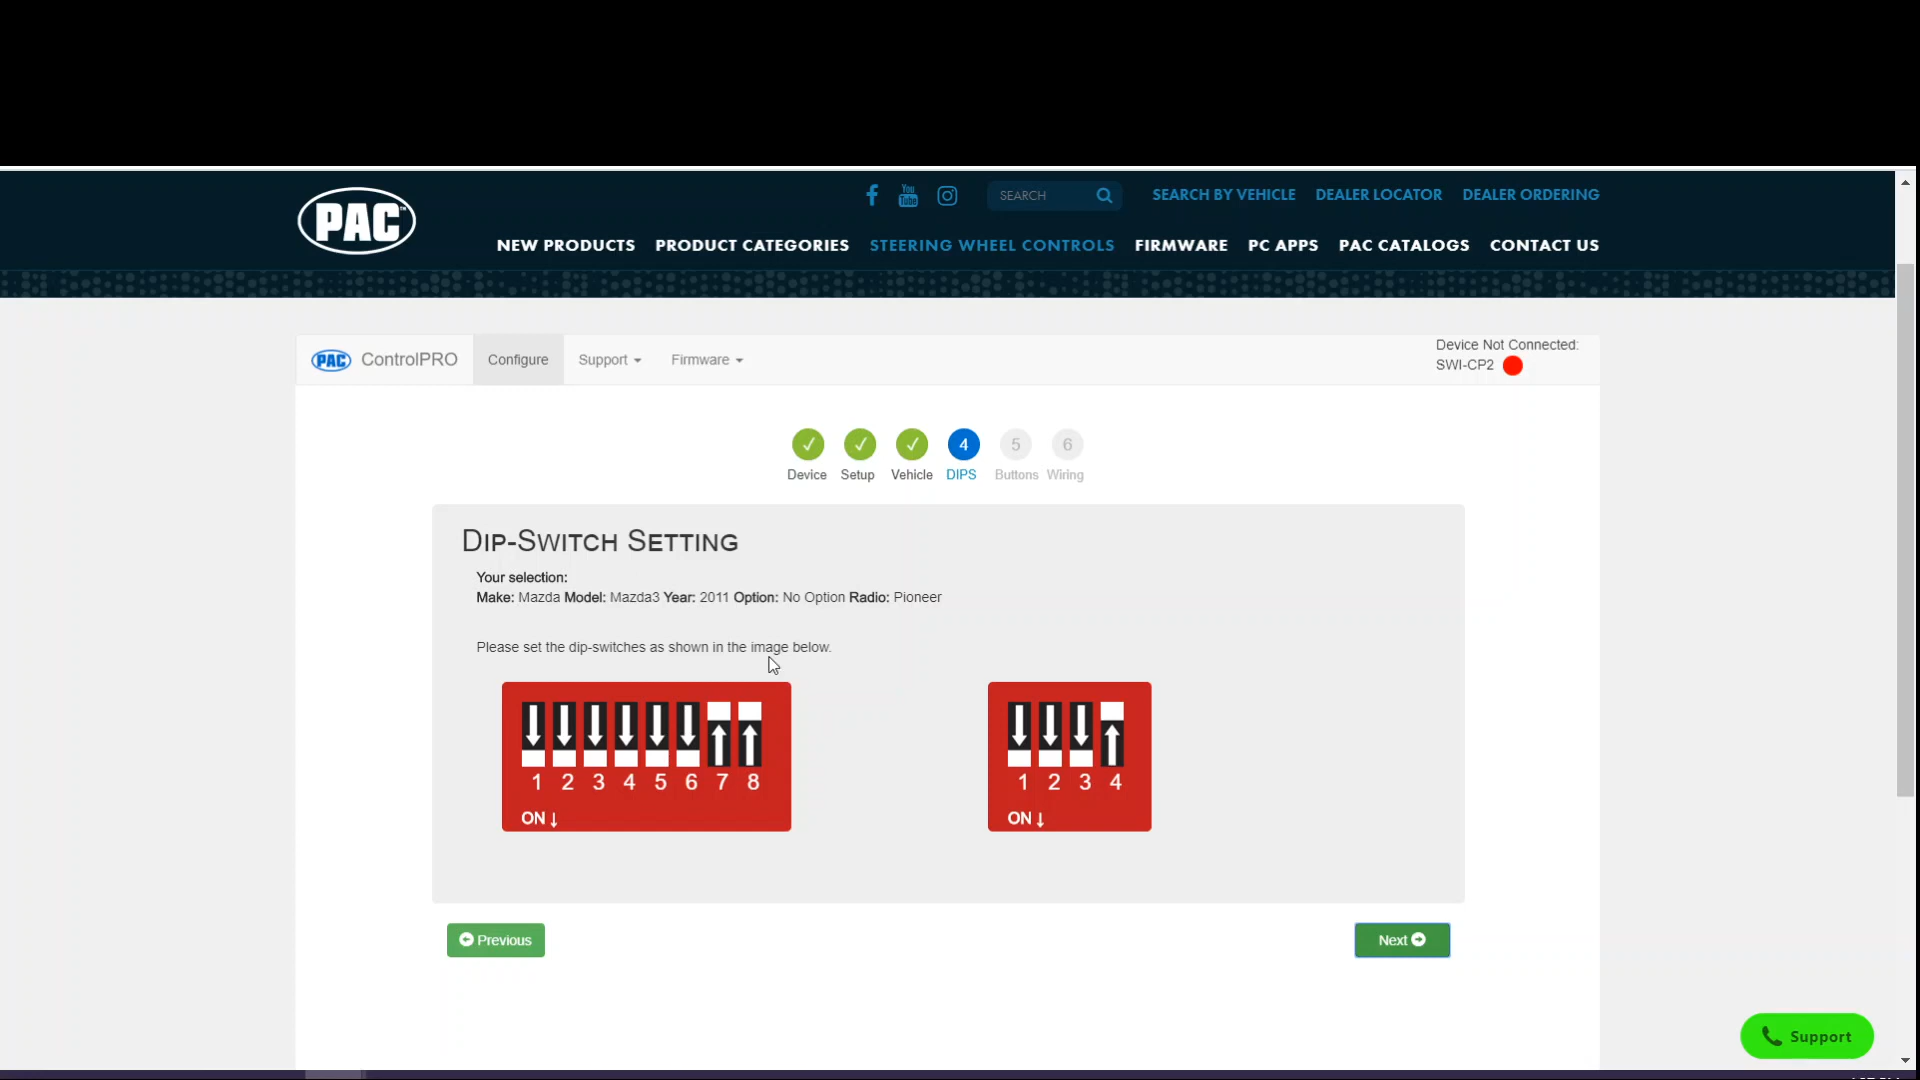 PAC
SEARCH
SEARCH BY VEHICLE
DEALER LOCATOR
DEALER ORDERING
NEW PRODUCTS
PRODUCT CATEGORIES
STEERING WHEEL CONTROLS
FIRMWARE
PC APPS
PAC CATALOGS
CONTACT US
PAC ControlPRO
Configure
Support
Firmware
Device Not Connected:
SWI-CP2
4
5
6
Device
Setup
Vehicle
DIPS
Buttons
Wiring
DIP-SWITCH SETTING
Your selection:
Make: Mazda Model: Mazda3 Year: 2011 Option: No Option Radio: Pioneer
Please set the dip-switches as shown in the image below.
1 2 3 4 5 6 7 8
ON ↓
1 2 3 4
ON ↓
Previous
Next
Support